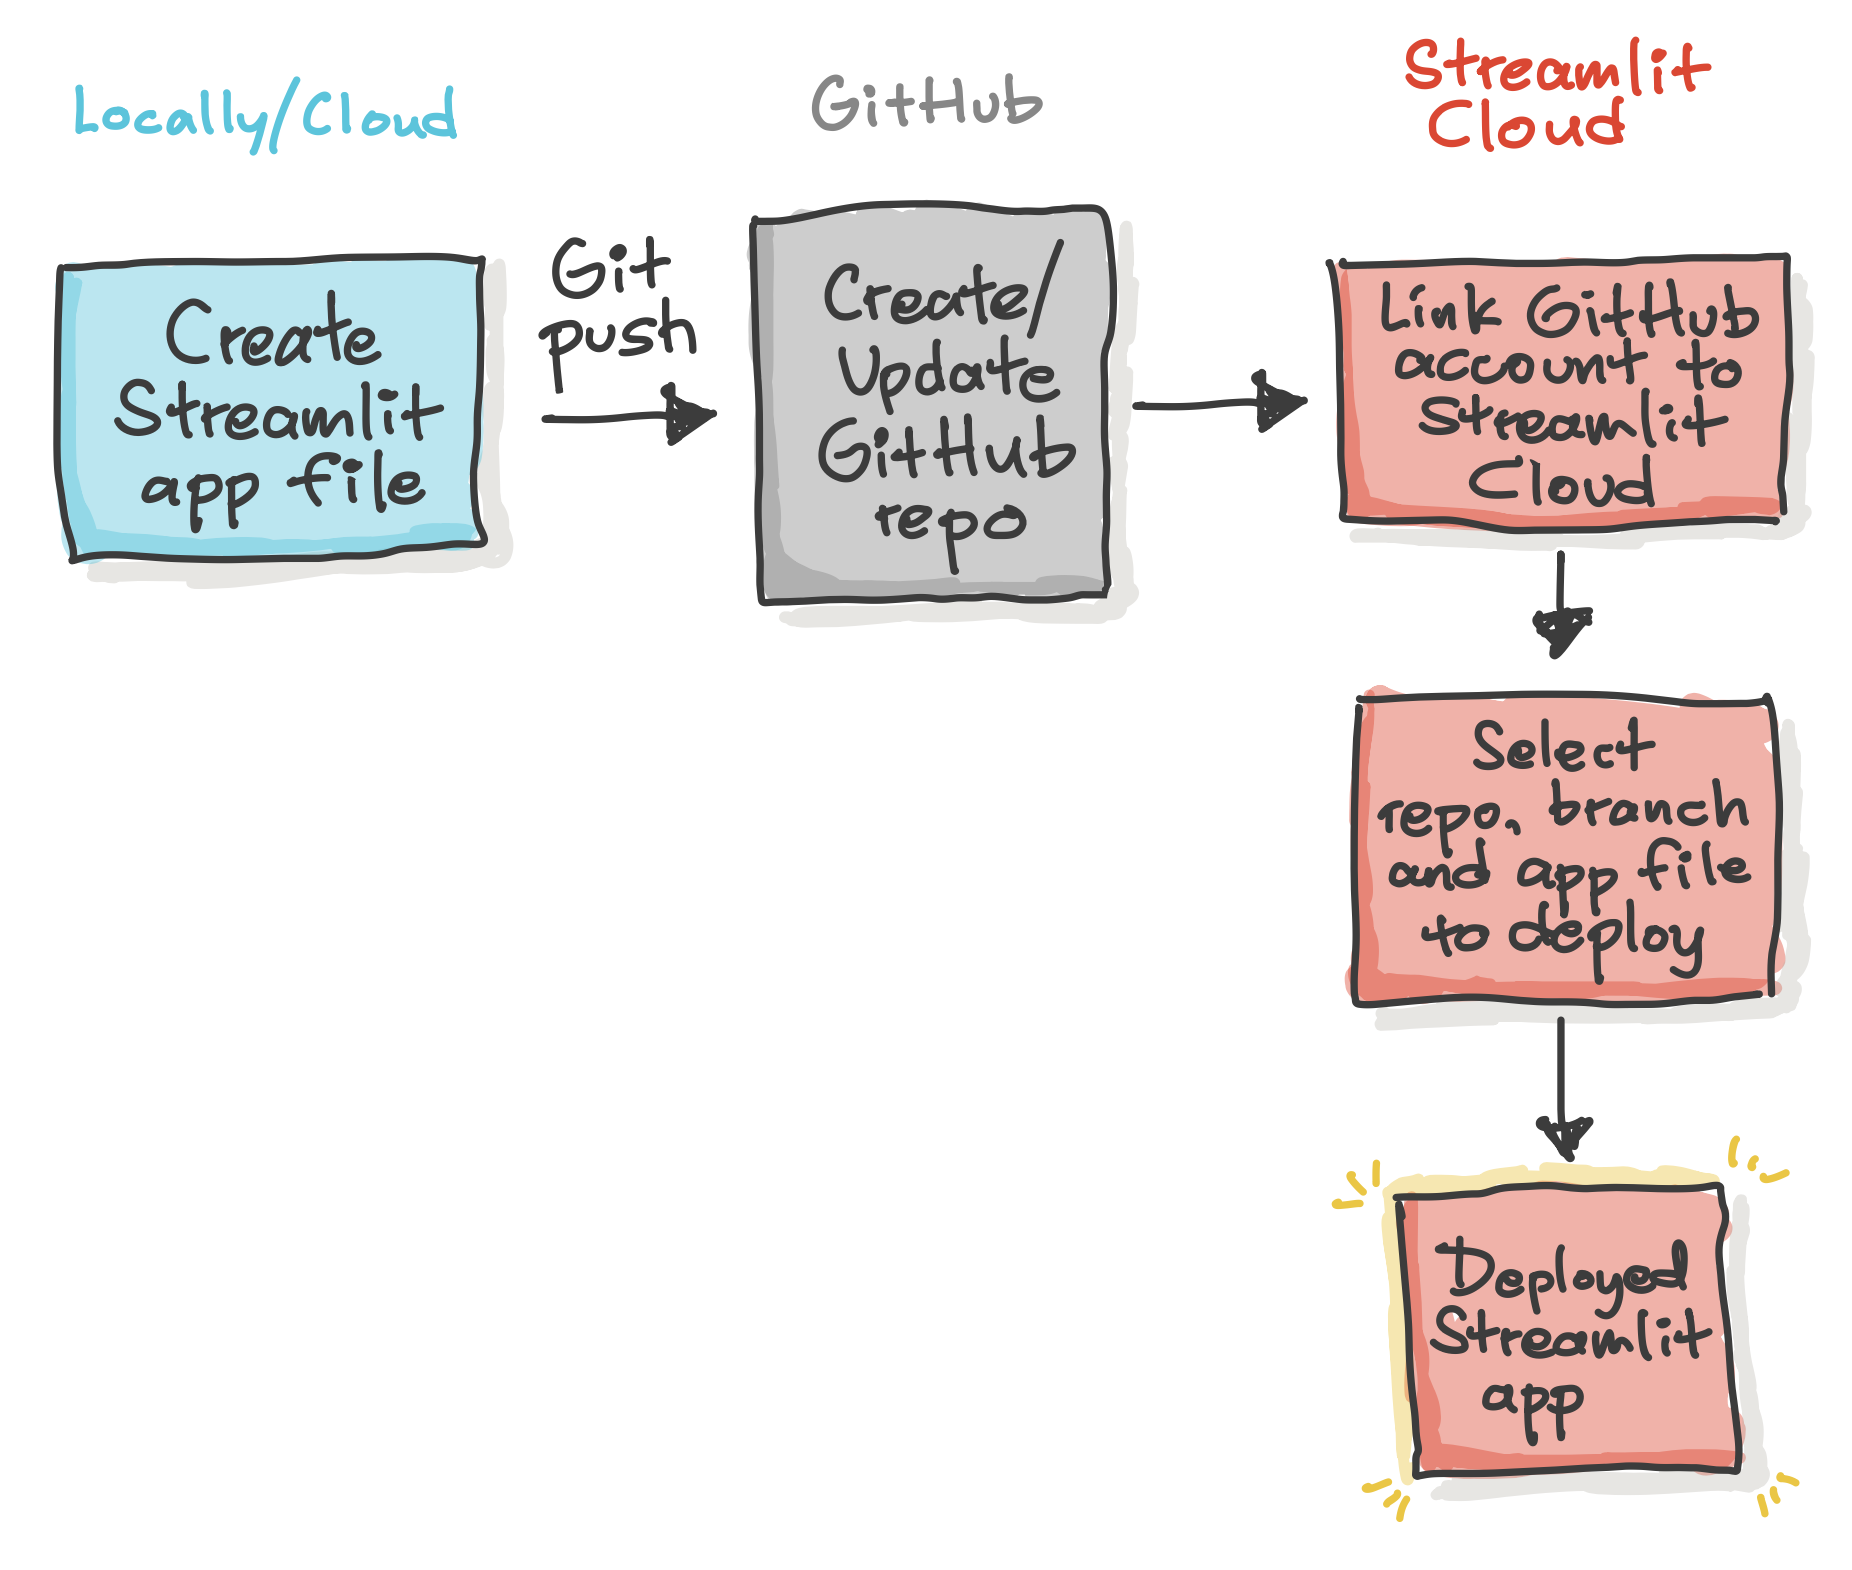 Locally/Cloud
GitHub
Streamlit
Cloud
Create
Streamlit
app file
Git
push
Create/
Update
GitHub
repo
Link GitHub
account to
Streamlit
Cloud
Select
repo, branch
and app file
to deploy
Deployed
Streamlit
app